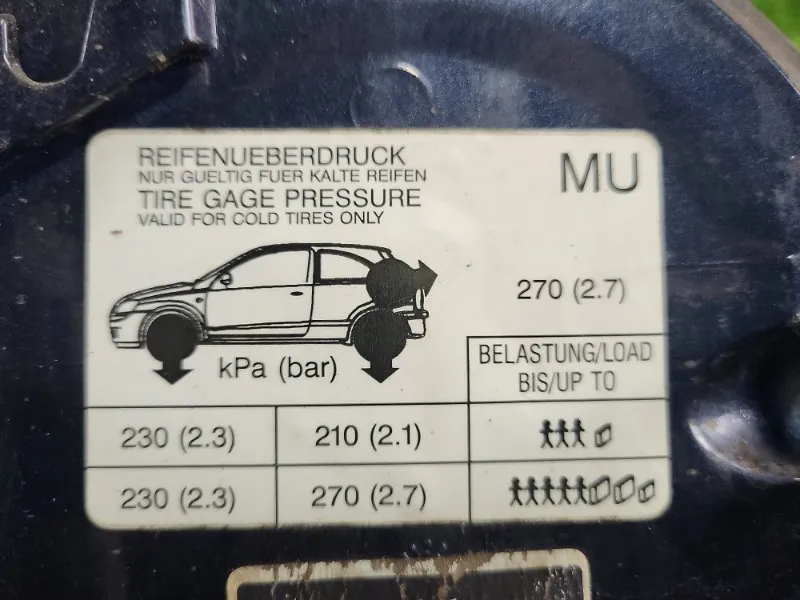 REIFENUEBERDRUCK
NUR GUELTIG FUER KALTE REIFEN
TIRE GAGE PRESSURE
VALID FOR COLD TIRES ONLY
MU
270 (2.7)
kPa (bar)
BELASTUNG/LOAD
BIS/UP TO
230 (2.3) 210 (2.1)
230 (2.3) 270 (2.7)